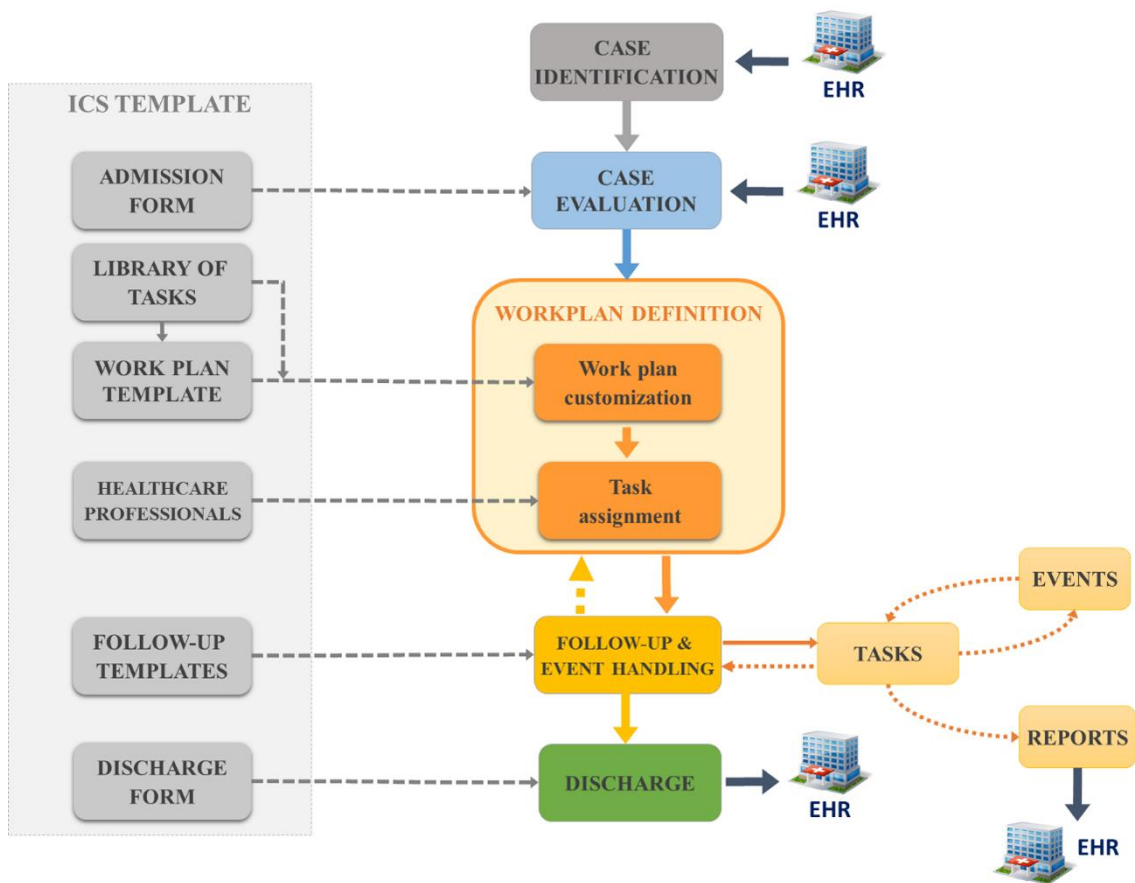 CASE
IDENTIFICATION
EHR
ICS TEMPLATE
ADMISSION
FORM
CASE
EVALUATION
EHR
LIBRARY OF
TASKS
WORK PLAN
TEMPLATE
WORKPLAN DEFINITION
Work plan
customization
HEALTHCARE
PROFESSIONALS
Task
assignment
FOLLOW-UP
TEMPLATES
FOLLOW-UP &
EVENT HANDLING
TASKS
EVENTS
REPORTS
DISCHARGE
FORM
DISCHARGE
EHR
EHR